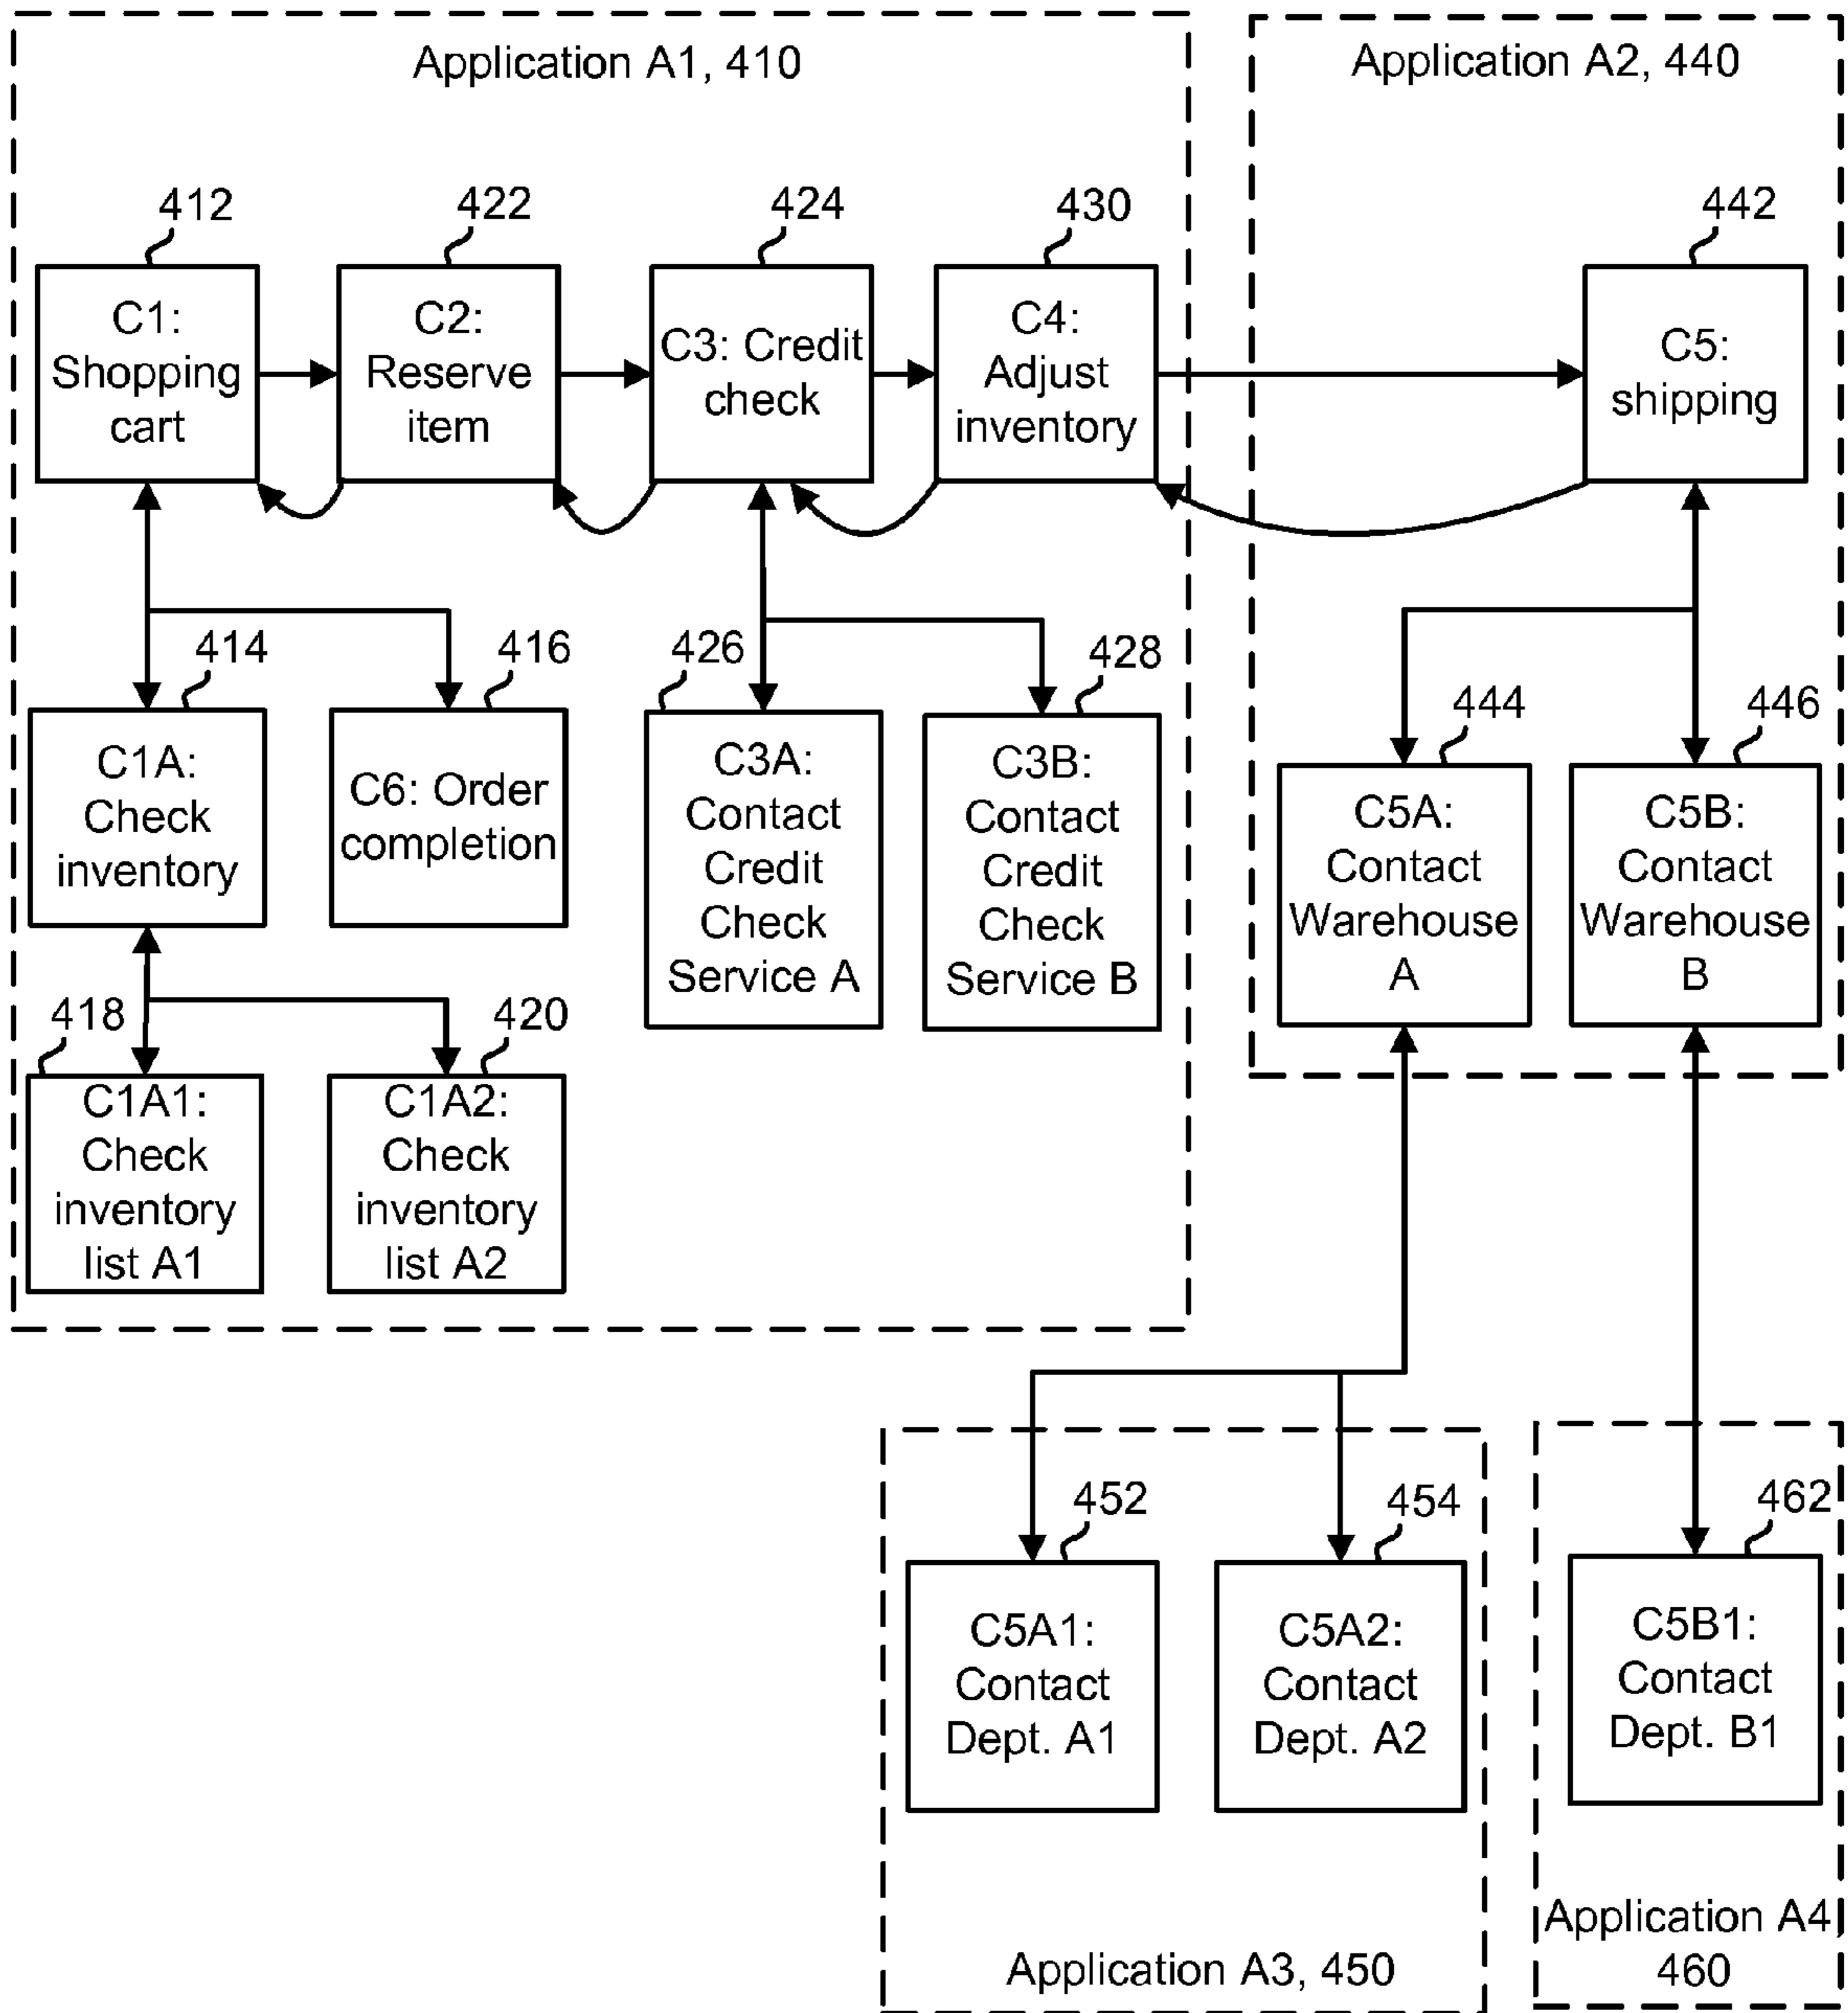 Application A1, 410
Application A2, 440
412
422
424
430
442
C1:
Shopping
cart
C2:
Reserve
item
C3: Credit
check
C4:
Adjust
inventory
C5:
shipping
414
416
426
428
444
446
C1A:
Check
inventory
C6: Order
completion
C3A:
Contact
Credit
Check
Service A
C3B:
Contact
Credit
Check
Service B
C5A:
Contact
Warehouse
A
C5B:
Contact
Warehouse
B
418
420
C1A1:
Check
inventory
list A1
C1A2:
Check
inventory
list A2
452
454
462
C5A1:
Contact
Dept. A1
C5A2:
Contact
Dept. A2
C5B1:
Contact
Dept. B1
Application A3, 450
Application A4
460